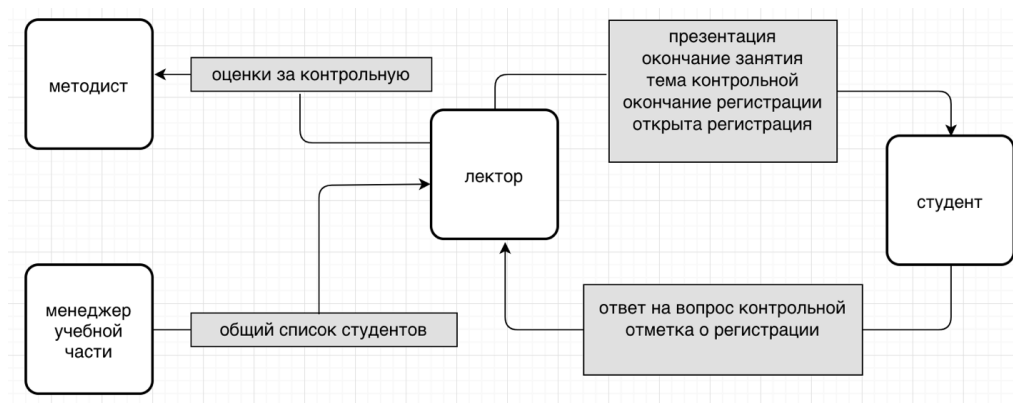 методист
оценки за контрольную
презентация
окончание занятия
тема контрольной
окончание регистрации
открыта регистрация
лектор
студент
менеджер
учебной
части
общий список студентов
ответ на вопрос контрольной
отметка о регистрации